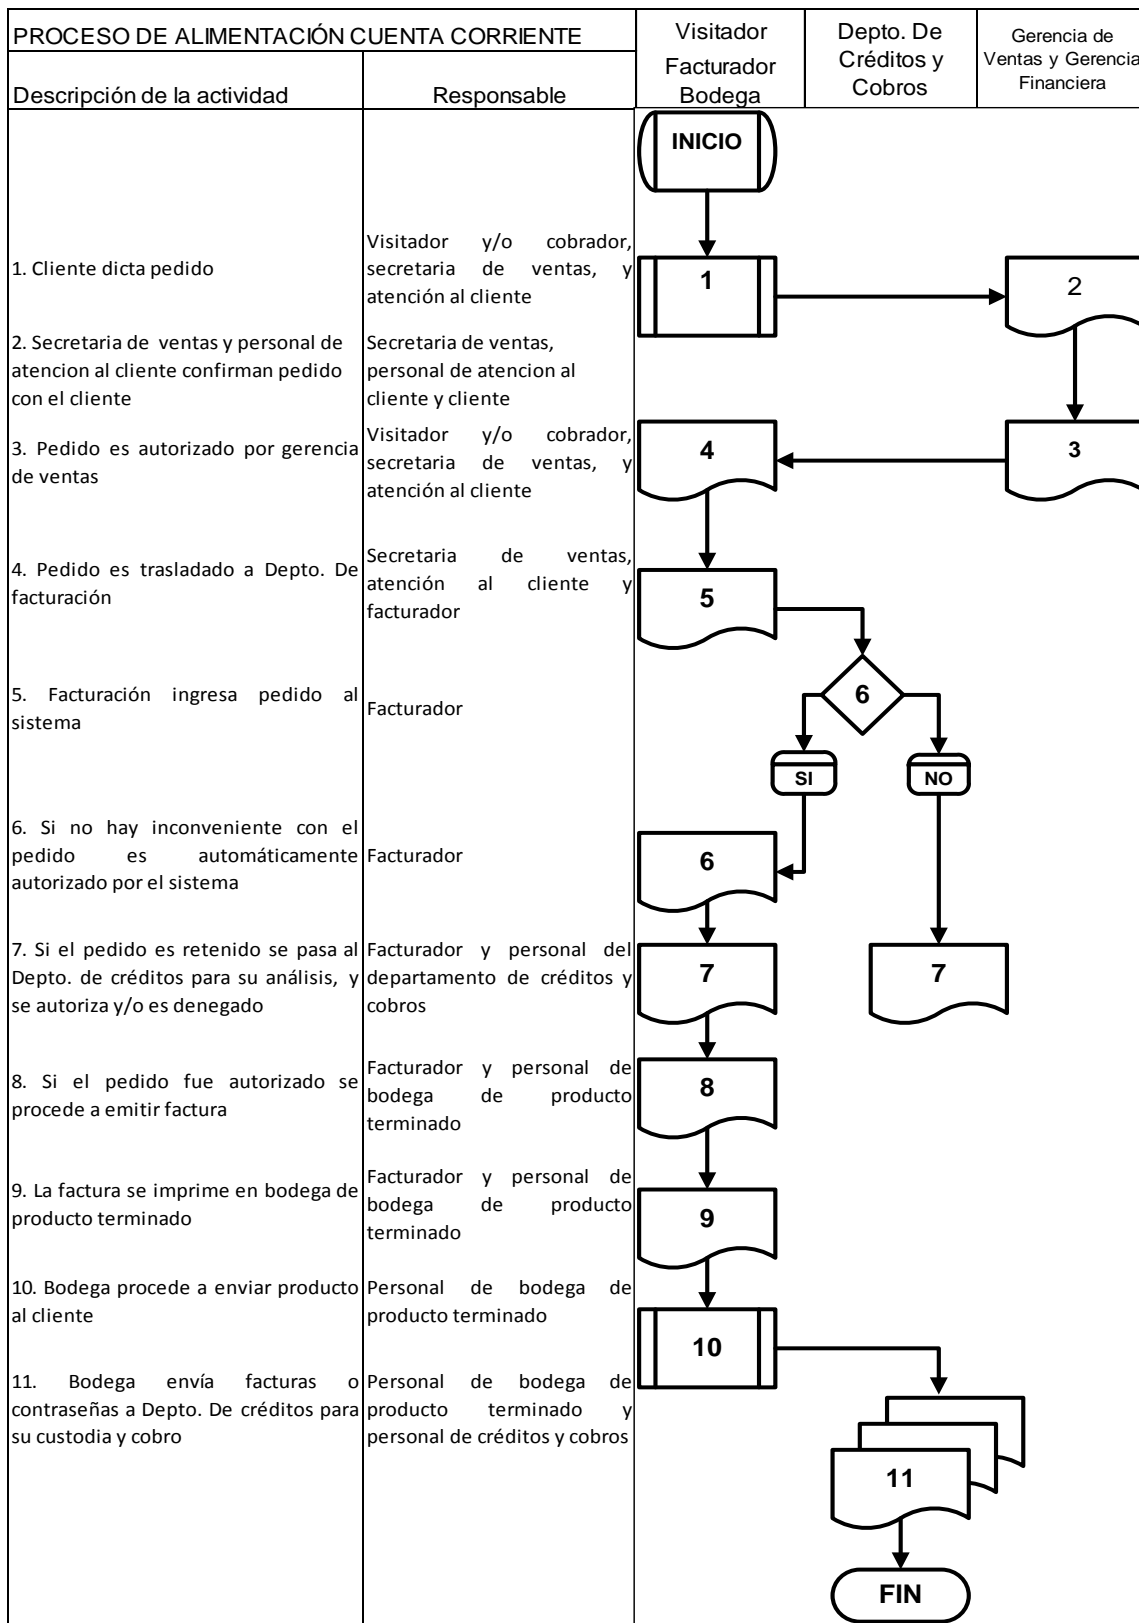 PROCESO DE ALIMENTACIÓN CUENTA CORRIENTE
Descripción de la actividad
Responsable
Visitador
Facturador
Bodega
Depto. De
Créditos y
Cobros
Gerencia de
Ventas y Gerencia
Financiera
INICIO
1. Cliente dicta pedido
Visitador y/o cobrador,
secretaria de ventas, y
atención al cliente
1
2
2. Secretaria de ventas y personal de
atencion al cliente confirman pedido
con el cliente
Secretaria de ventas,
personal de atencion al
cliente y cliente
3. Pedido es autorizado por gerencia
de ventas
Visitador y/o cobrador,
secretaria de ventas, y
atención al cliente
4
3
4. Pedido es trasladado a Depto. De
facturación
Secretaria de ventas,
atención al cliente y
facturador
5
5. Facturación ingresa pedido al
sistema
Facturador
6
SI
NO
6. Si no hay inconveniente con el
pedido es automáticamente
autorizado por el sistema
Facturador
6
7. Si el pedido es retenido se pasa al
Depto. de créditos para su análisis, y
se autoriza y/o es denegado
Facturador y personal del
departamento de créditos y
cobros
7
7
8. Si el pedido fue autorizado se
procede a emitir factura
Facturador y personal de
bodega de producto
terminado
8
9. La factura se imprime en bodega de
producto terminado
Facturador y personal de
bodega de producto
terminado
9
10. Bodega procede a enviar producto
al cliente
Personal de bodega de
producto terminado
10
11. Bodega envía facturas o
contraseñas a Depto. De créditos para
su custodia y cobro
Personal de bodega de
producto terminado y
personal de créditos y cobros
11
FIN